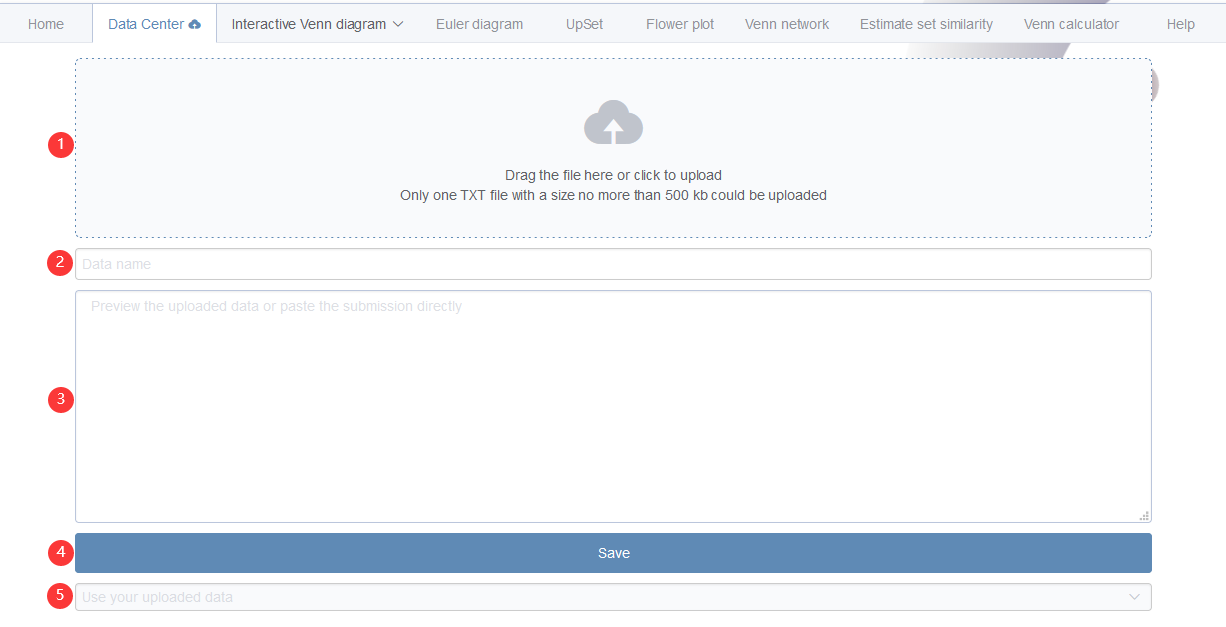 Home Data Center Interactive Venn diagram Euler diagram UpSet Flower plot Venn network Estimate set similarity Venn calculator Help
1
Drag the file here or click to upload
Only one TXT file with a size no more than 500 kb could be uploaded
2 Data name
Preview the uploaded data or paste the submission directly
3
4 Save
5 Use your uploaded data